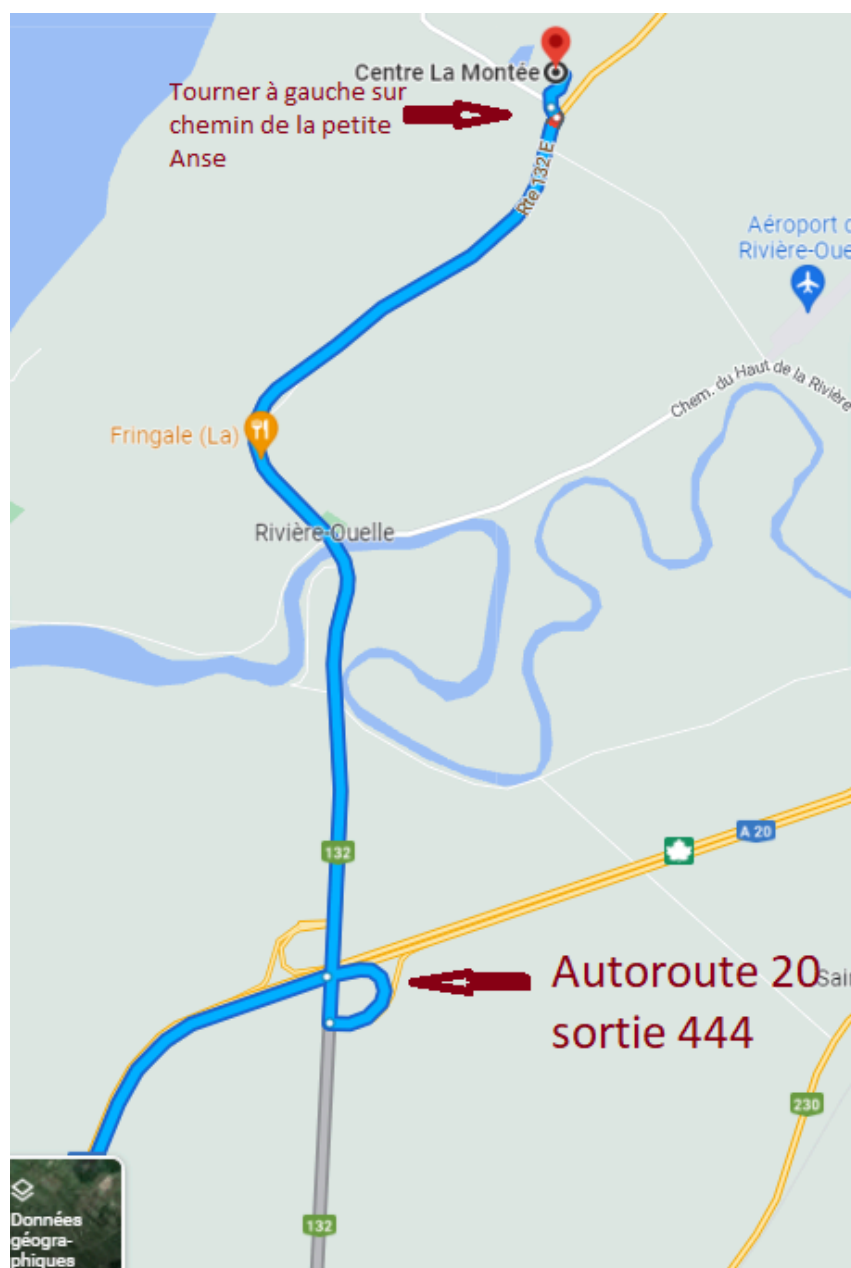 Centre La Montée
Tourner à gauche sur
chemin de la petite
Anse
Rte 132 E
Aéroport d
Rivière-Oue
Chem. du Haut de la Rivière
Fringale (La)
Rivière-Ouelle
132
A 20
Autoroute 20
sortie 444
Sain
230
132
Données
géogra-
phiques